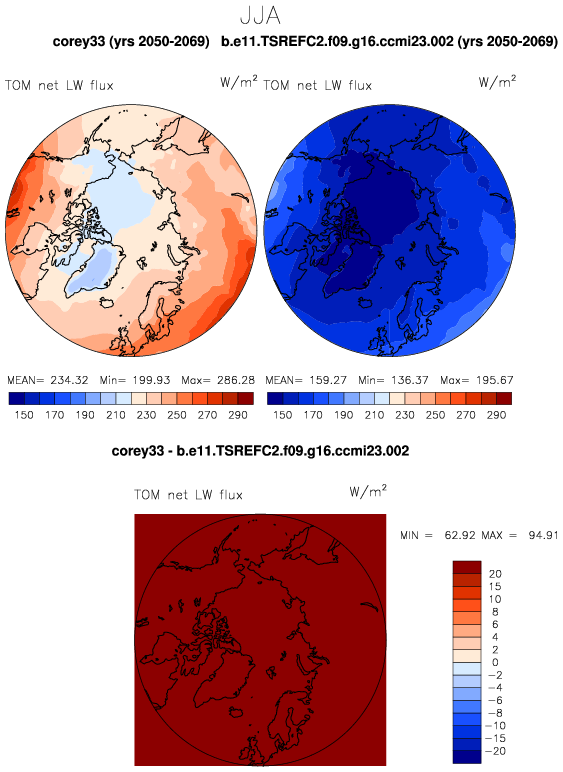 JJA
corey33 (yrs 2050-2069) b.e11.TSREFC2.f09.g16.ccmi23.002 (yrs 2050-2069)
TOM net LW flux W/m² TOM net LW flux W/m²
MEAN= 234.32 Min= 199.93 Max= 286.28 MEAN= 159.27 Min= 136.37 Max= 195.67
150 170 190 210 230 250 270 290 150 170 190 210 230 250 270 290
corey33 - b.e11.TSREFC2.f09.g16.ccmi23.002
TOM net LW flux W/m²
MIN = 62.92 MAX = 94.91
20
15
10
8
6
4
2
0
−2
−4
−6
−8
−10
−15
−20